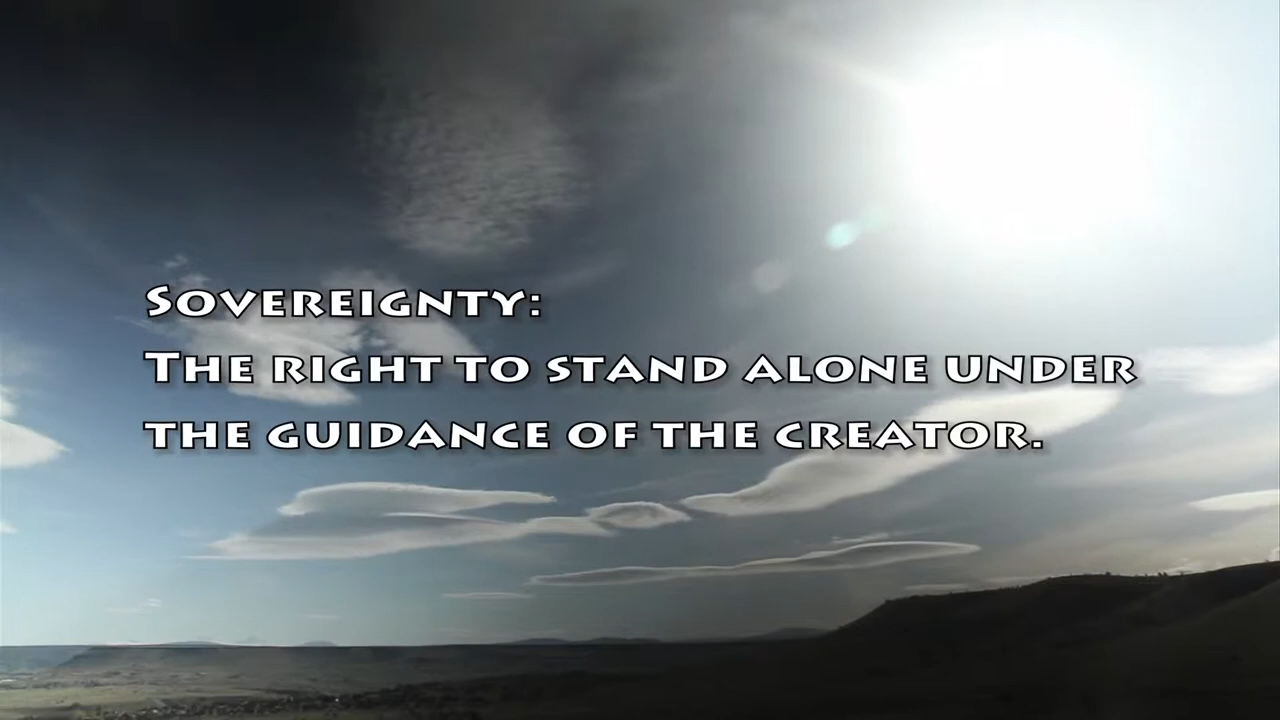 Sovereignty:
The right to stand alone under
the guidance of the creator.